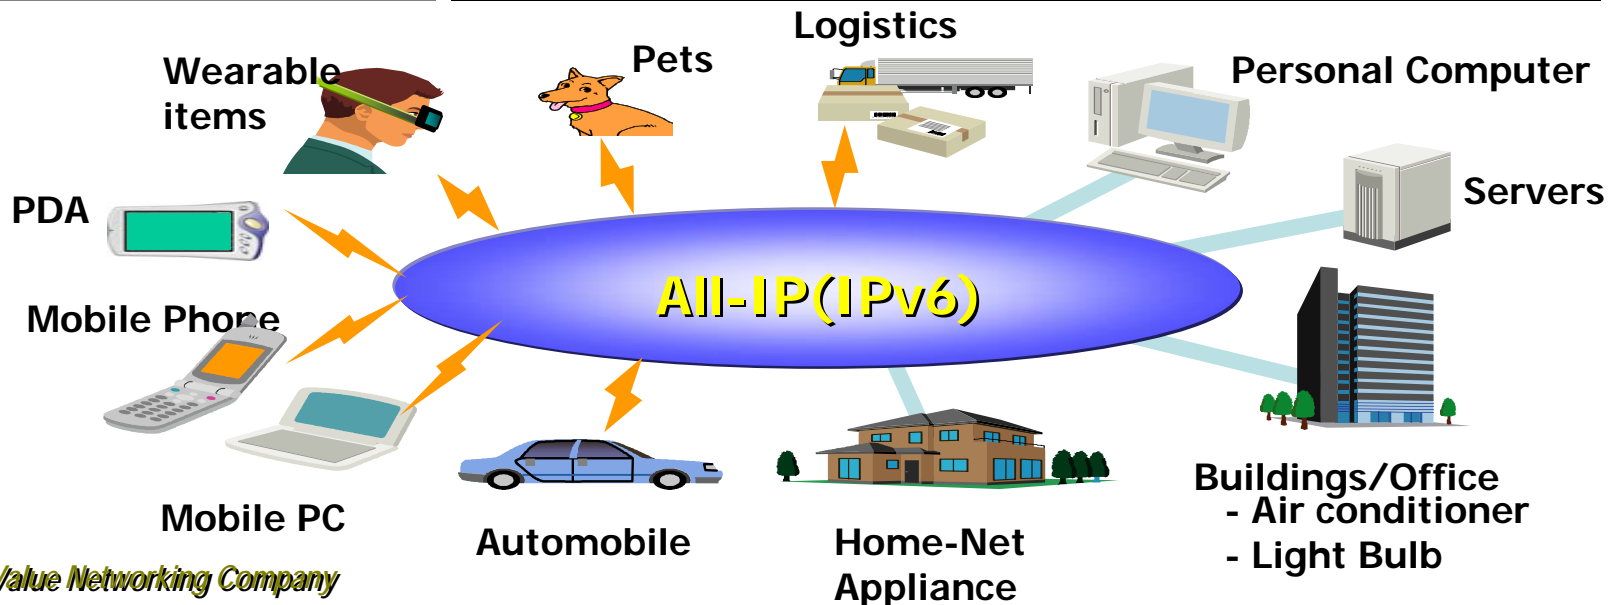 Logistics
Wearable
items
Pets
Personal Computer
PDA
Servers
All-IP(IPv6)
Mobile Phone
Mobile PC
Automobile
Home-Net
Appliance
Buildings/Office
- Air conditioner
- Light Bulb
Value Networking Company